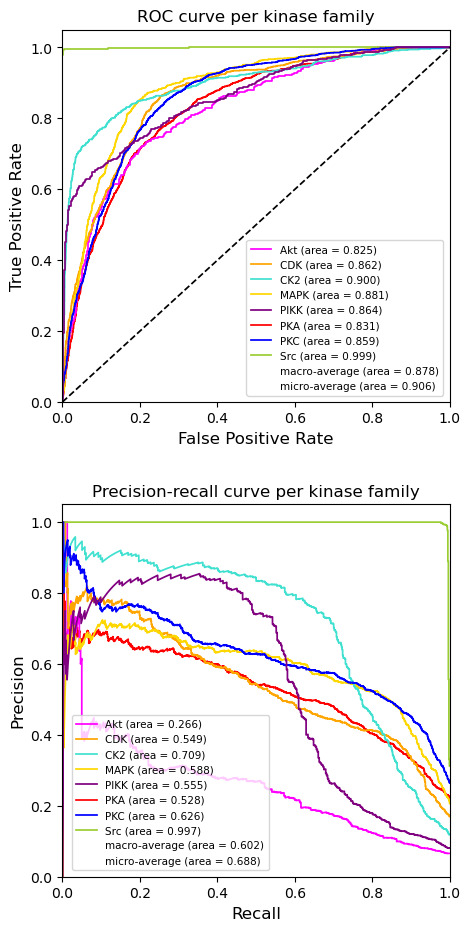 ROC curve per kinase family
1.0
0.8
0.6
0.4
0.2
0.0
True Positive Rate
Akt (area = 0.825)
CDK (area = 0.862)
CK2 (area = 0.900)
MAPK (area = 0.881)
PIKK (area = 0.864)
PKA (area = 0.831)
PKC (area = 0.859)
Src (area = 0.999)
macro-average (area = 0.878)
micro-average (area = 0.906)
0.0 0.2 0.4 0.6 0.8 1.0
False Positive Rate
Precision-recall curve per kinase family
1.0
0.8
0.6
0.4
0.2
0.0
Precision
Akt (area = 0.266)
CDK (area = 0.549)
CK2 (area = 0.709)
MAPK (area = 0.588)
PIKK (area = 0.555)
PKA (area = 0.528)
PKC (area = 0.626)
Src (area = 0.997)
macro-average (area = 0.602)
micro-average (area = 0.688)
0.0 0.2 0.4 0.6 0.8 1.0
Recall